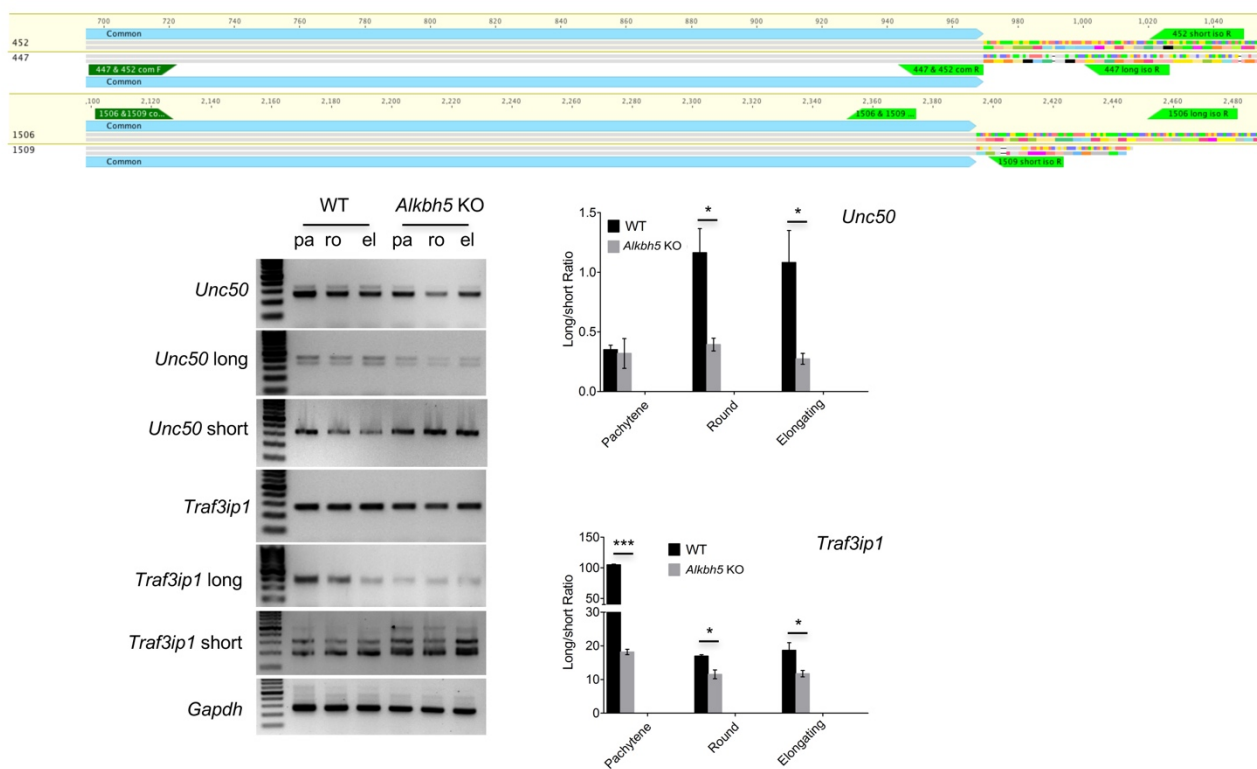 700 720 740 760 780 800 820 840 860 880 900 920 940 960 980 1,000 1,020 1,040
Common
452 short iso R
452
447
447 & 452 com F
447 & 452 com R
447 long iso R
Common
,100 2,120 2,140 2,160 2,180 2,200 2,220 2,240 2,260 2,280 2,300 2,320 2,340 2,360 2,380 2,400 2,420 2,440 2,460 2,480
1506 &1509 co...
1506 & 1509 ...
1506 long iso R
Common
1506
1509
Common
1509 short iso R
WT Alkbh5 KO
pa ro el pa ro el
Unc50
Unc50 long
Unc50 short
Traf3ip1
Traf3ip1 long
Traf3ip1 short
Gapdh
Unc50
WT
Alkbh5 KO
* *
Long/short Ratio
1.5
1.0
0.5
0.0
Pachytene Round Elongating
Traf3ip1
WT
Alkbh5 KO
*** * *
Long/short Ratio
150
100
50
30
20
10
0
Pachytene Round Elongating